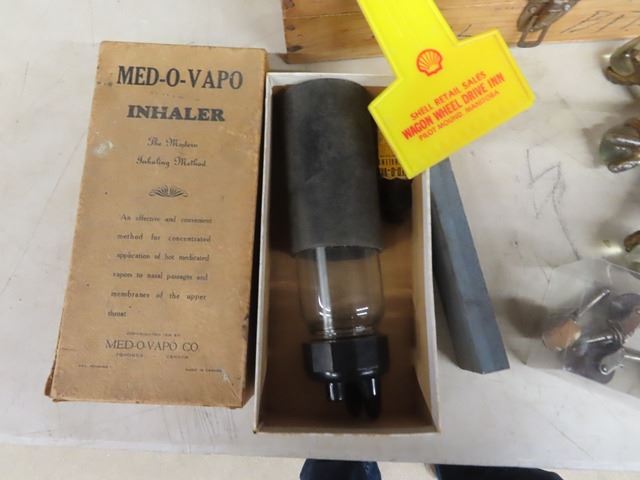 MED-O-VAPO
INHALER
The Modern
Inhaling Method
An effective and convenient
method for concentrated
application of hot medicated
vapors to nasal passages and
membranes of the upper
throat
MED-O-VAPO CO
TORONTO CANADA
MADE IN CANADA
SHELL RETAIL SALES
WAGON WHEEL DRIVE INN
PILOT MOUND, MANITOBA